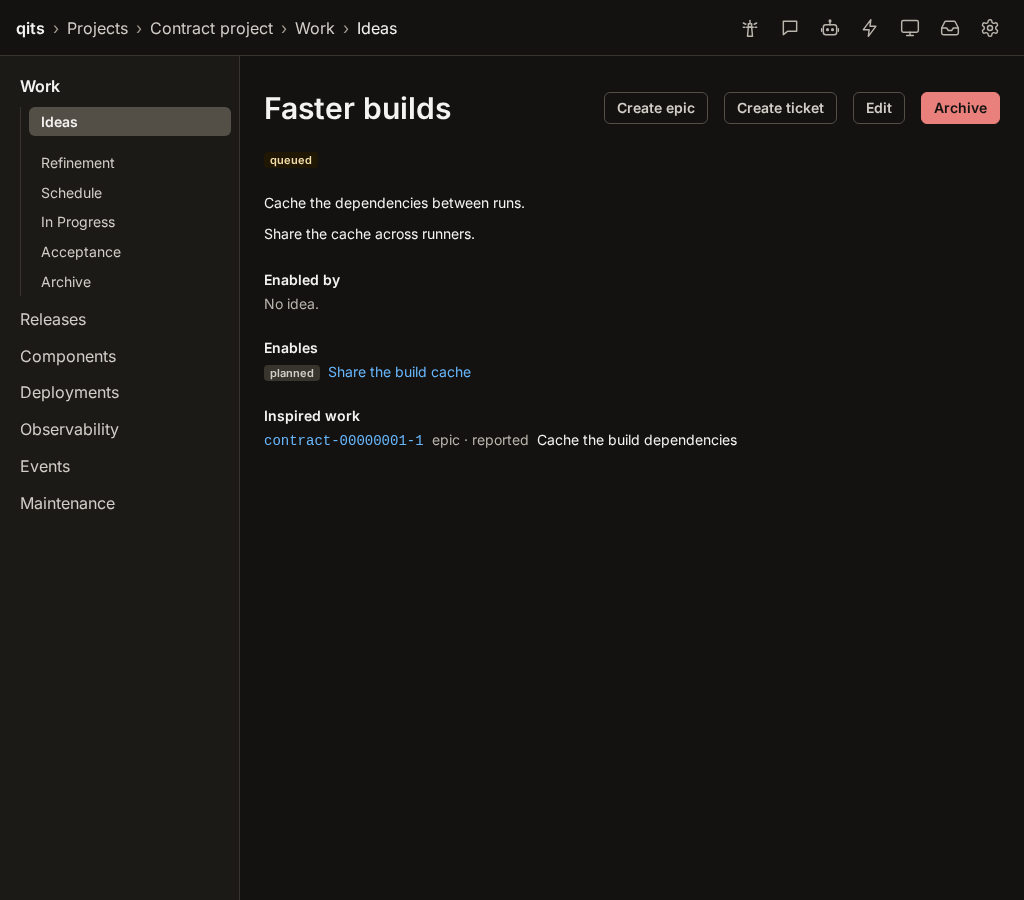 qits › Projects › Contract project › Work › Ideas
Work
Ideas
Refinement
Schedule
In Progress
Acceptance
Archive
Releases
Components
Deployments
Observability
Events
Maintenance
Faster builds
Create epic
Create ticket
Edit
Archive
queued
Cache the dependencies between runs.
Share the cache across runners.
Enabled by
No idea.
Enables
planned Share the build cache
Inspired work
contract-00000001-1 epic · reported Cache the build dependencies